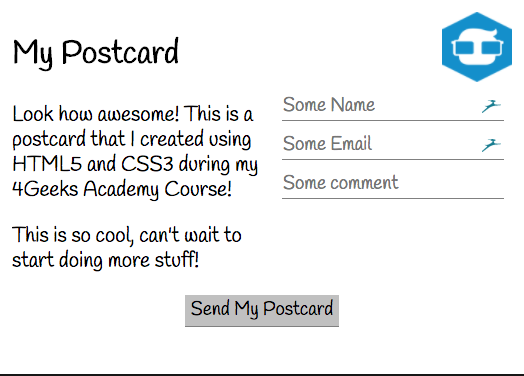 My Postcard
Look how awesome! This is a
postcard that I created using
HTML5 and CSS3 during my
4Geeks Academy Course!
This is so cool, can't wait to
start doing more stuff!
Some Name
Some Email
Some comment
Send My Postcard